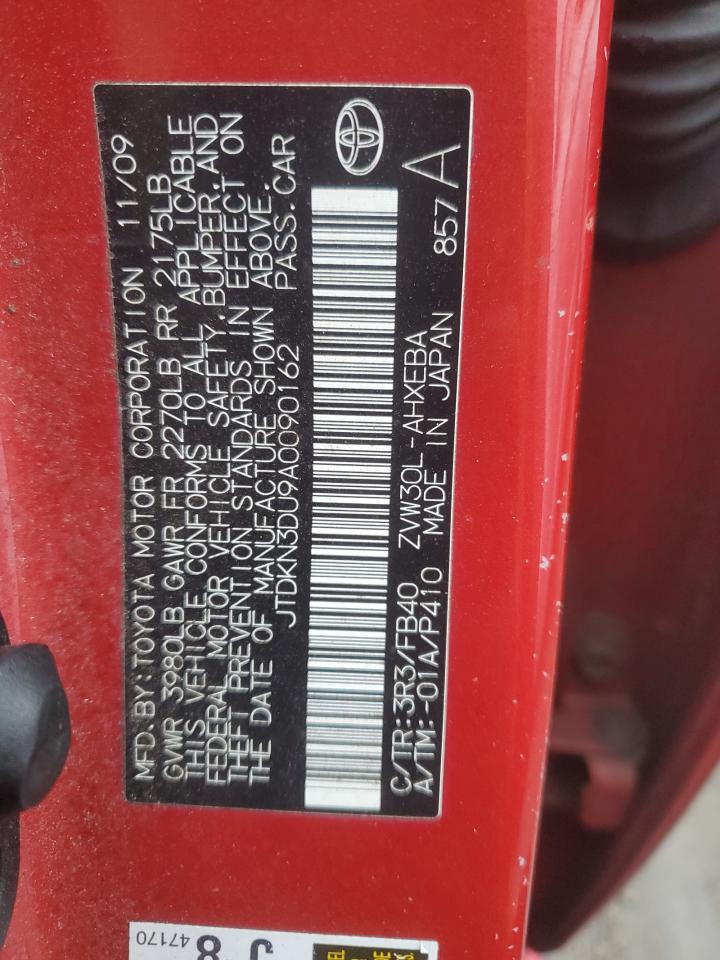 MFD.BY:TOYOTA MOTOR CORPORATION 11/09
GVWR 3980LB GAWR FR 2270LB RR 2175LB
THIS VEHICLE CONFORMS TO ALL APPLICABLE
FEDERAL MOTOR VEHICLE SAFETY,BUMPER,AND
THEFT PREVENTION STANDARDS IN EFFECT ON
THE DATE OF MANUFACTURE SHOWN ABOVE.
JTDKN3DU9A0090162 PASS.CAR
C/TR:3R3/FB40 ZVW30L-AHXEBA
A/TM:-01A/P410 MADE IN JAPAN 857 A
47170